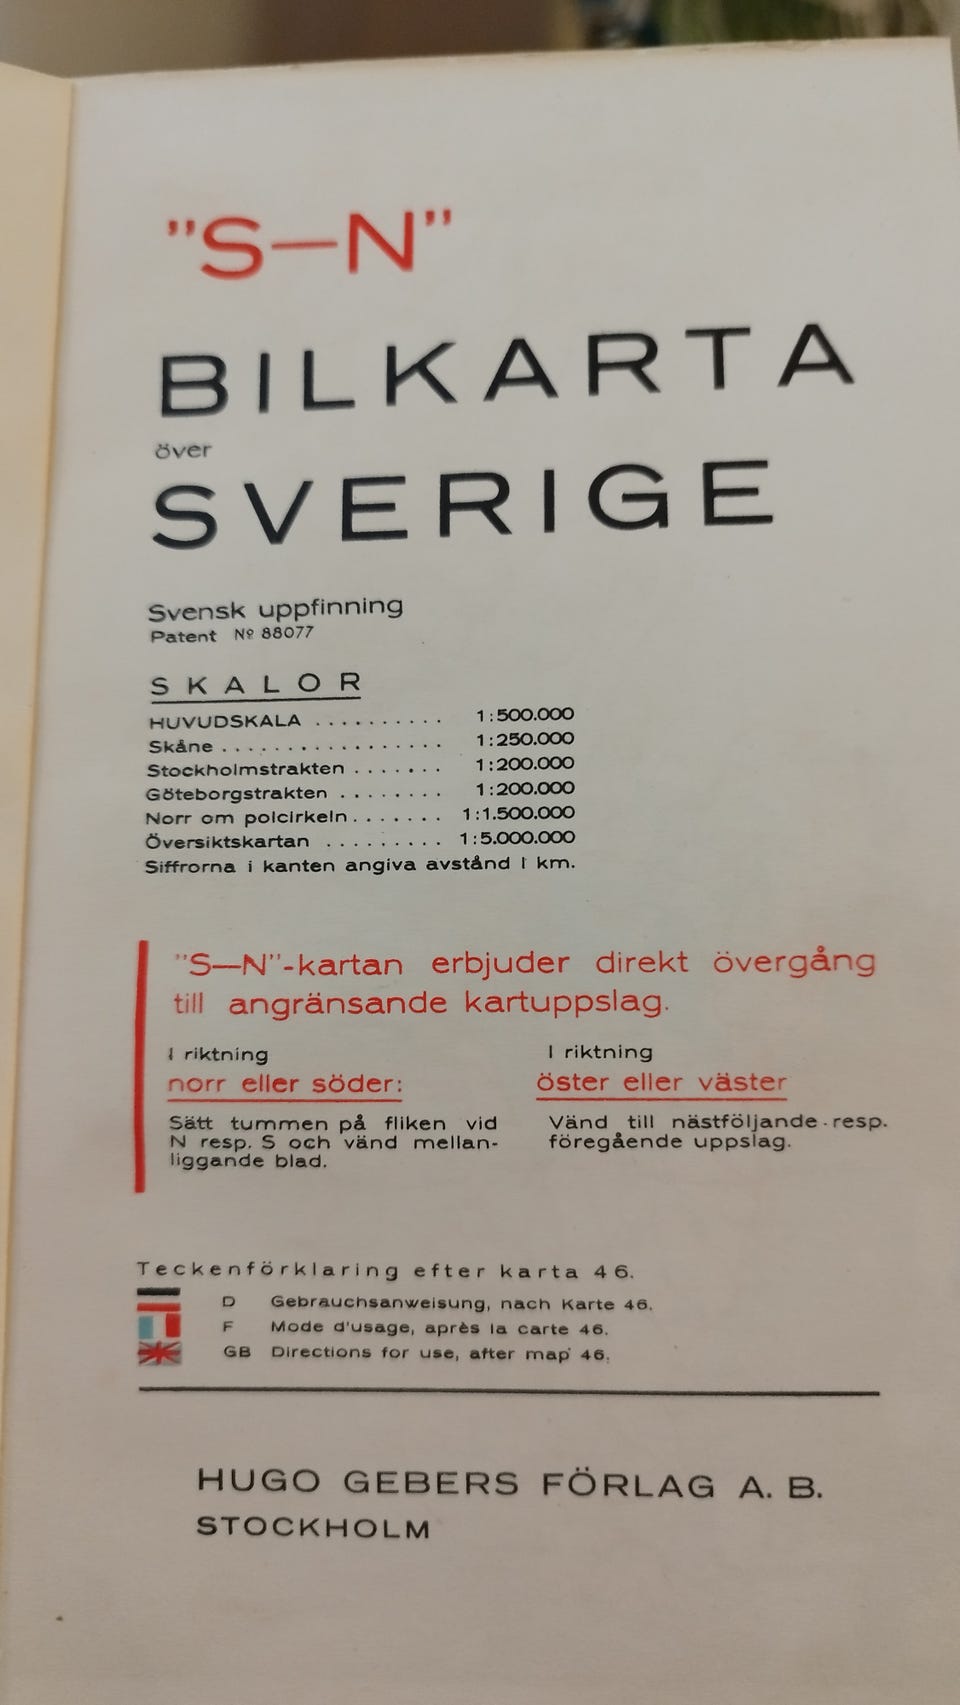 "S—N"
BILKARTA
över
SVERIGE
Svensk uppfinning
Patent Nº 88077
SKALOR
HUVUDSKALA .......... 1:500.000
Skåne ................. 1:250.000
Stockholmstrakten ....... 1:200.000
Göteborgstrakten ........ 1:200.000
Norr om polcirkeln ....... 1:1.500.000
Översiktskartan ......... 1:5.000.000
Siffrorna i kanten angiva avstånd i km.
"S—N"-kartan erbjuder direkt övergång
till angränsande kartuppslag.
I riktning
norr eller söder:
Sätt tummen på fliken vid
N resp. S och vänd mellan-
liggande blad.
I riktning
öster eller väster
Vänd till nästföljande resp.
föregående uppslag.
Teckenförklaring efter karta 46.
D Gebrauchsanweisung, nach Karte 46.
F Mode d'usage, après la carte 46.
GB Directions for use, after map 46.
HUGO GEBERS FÖRLAG A. B.
STOCKHOLM